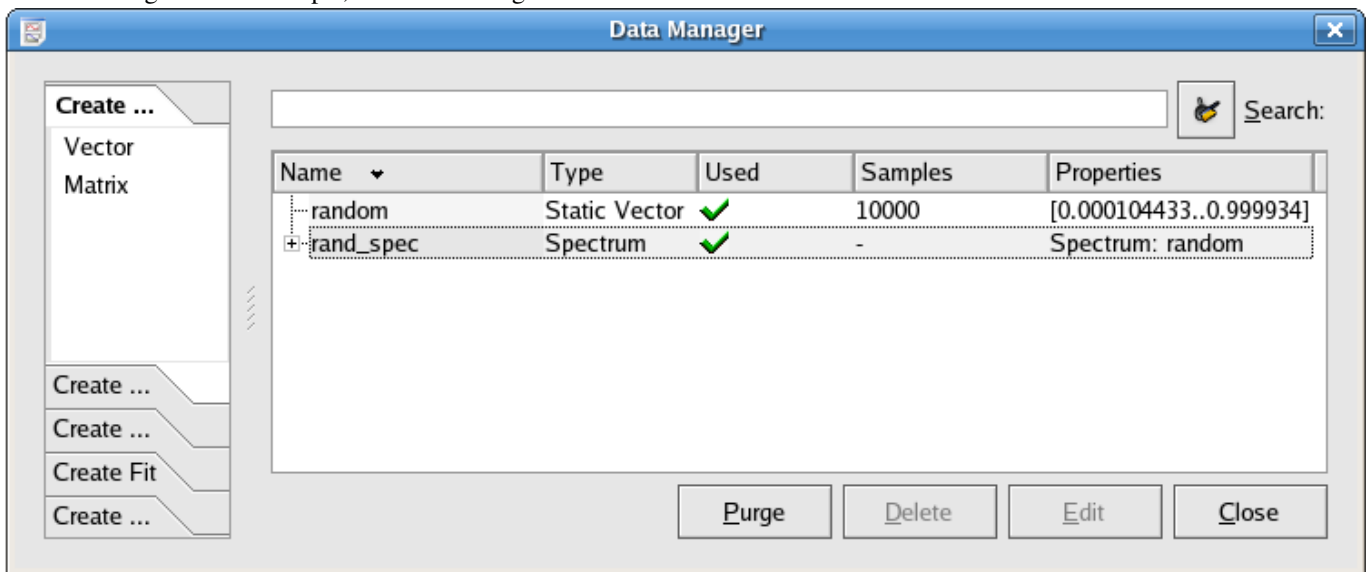 Data Manager
Create ...
Vector
Matrix
Create ...
Create ...
Create Fit
Create ...
Search:
Name Type Used Samples Properties
random Static Vector 10000 [0.000104433..0.999934]
rand_spec Spectrum - Spectrum: random
Purge Delete Edit Close